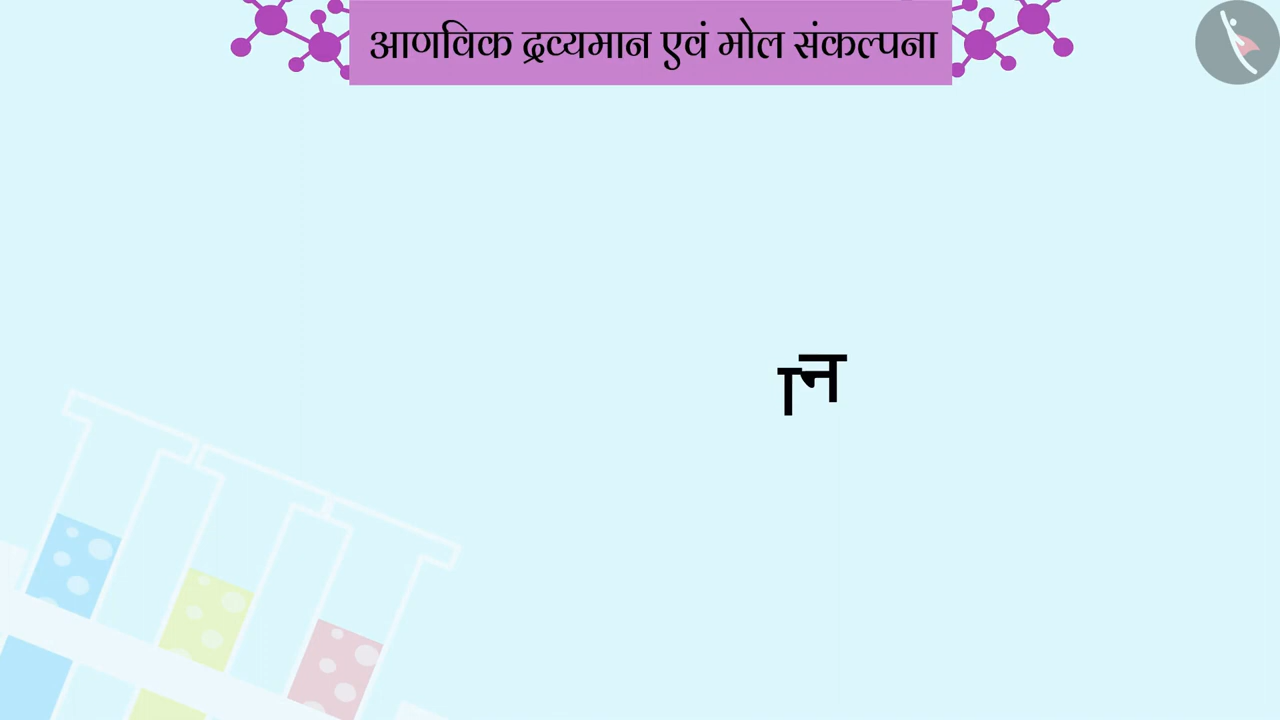 आणविक द्रव्यमान एवं मोल संकल्पना